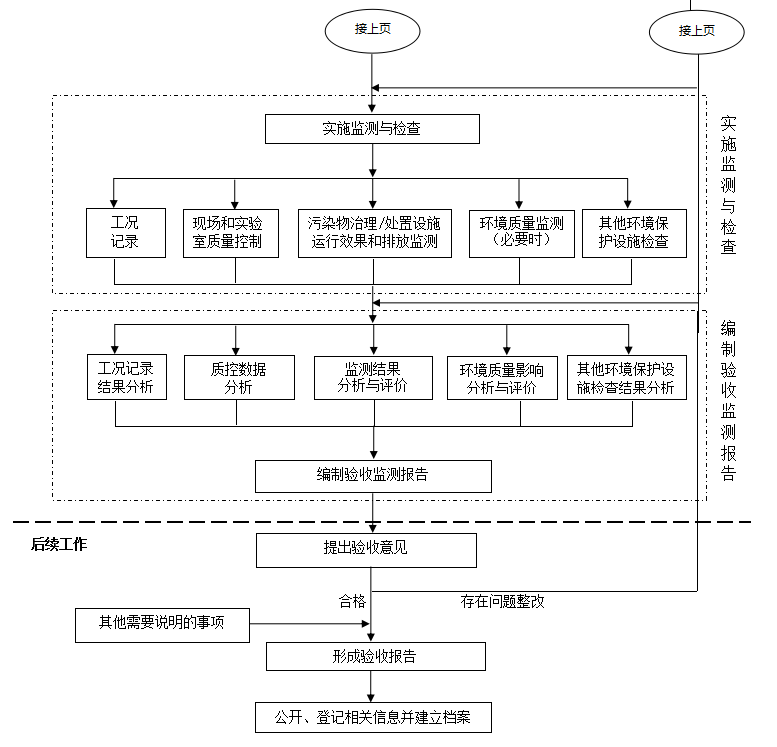 接上页
接上页
实施监测与检查
实施监测与检查
工况
记录
现场和实验
室质量控制
污染物治理/处置设施
运行效果和排放监测
环境质量监测
（必要时）
其他环境保
护设施检查
编制验收监测报告
工况记录
结果分析
质控数据
分析
监测结果
分析与评价
环境质量影响
分析与评价
其他环境保护设
施检查结果分析
编制验收监测报告
后续工作
提出验收意见
合格
存在问题整改
其他需要说明的事项
形成验收报告
公开、登记相关信息并建立档案